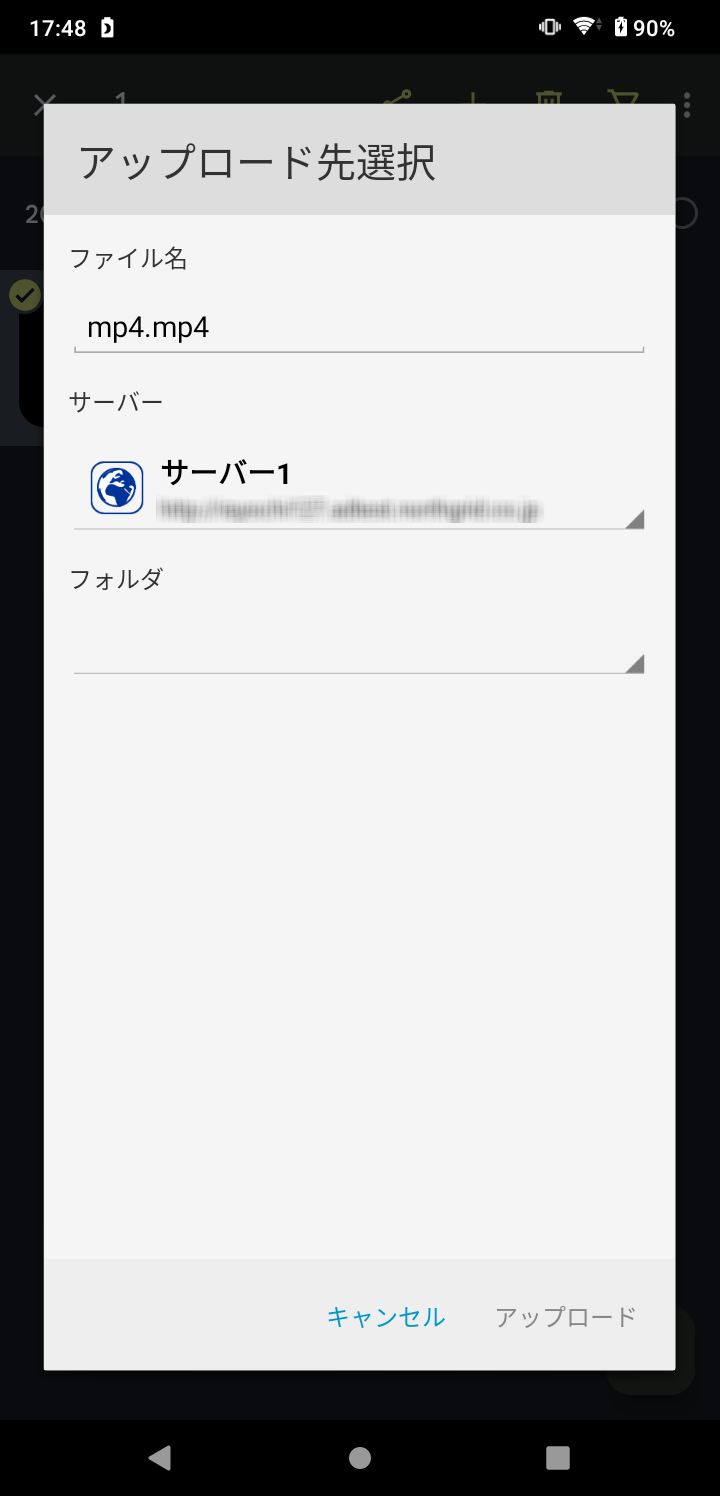 17:48 90%
1
20
アップロード先選択
ファイル名
mp4.mp4
サーバー
サーバー1
フォルダ
キャンセル アップロード